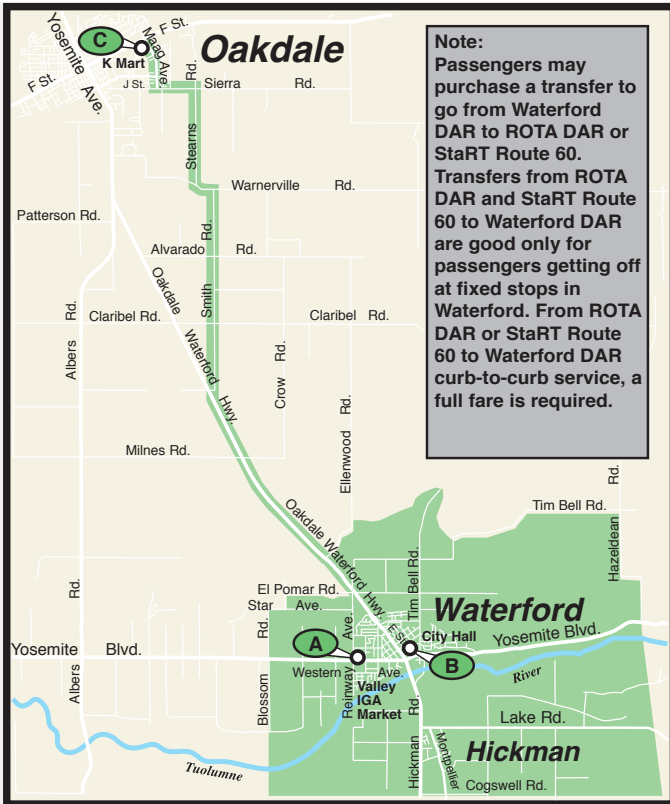 Yosemite Ave.
F St.
C
K Mart
Maag Ave.
F St.
Oakdale
J St.
Sierra Rd.
Stearns Rd.
Warnerville Rd.
Patterson Rd.
Alvarado Rd.
Oakdale Waterford Hwy.
Smith Rd.
Claribel Rd.
Claribel Rd.
Albers Rd.
Crow Rd.
Ellenwood Rd.
Milnes Rd.
Note:
Passengers may
purchase a transfer to
go from Waterford
DAR to ROTA DAR or
StaRT Route 60.
Transfers from ROTA
DAR and StaRT Route
60 to Waterford DAR
are good only for
passengers getting off
at fixed stops in
Waterford. From ROTA
DAR or StaRT Route
60 to Waterford DAR
curb-to-curb service, a
full fare is required.
Tim Bell Rd.
Hazeldean Rd.
Oakdale Waterford Hwy.
Tim Bell Rd.
El Pomar Rd.
Star Ave.
Waterford
E St.
City Hall
Yosemite Blvd.
Yosemite Blvd.
A
B
Albers Rd.
Blossom Rd.
Western Ave.
Reinway Ave.
Valley
IGA
Market
River
Lake Rd.
Hickman Rd.
Montpellier
Hickman
Cogswell Rd.
Tuolumne